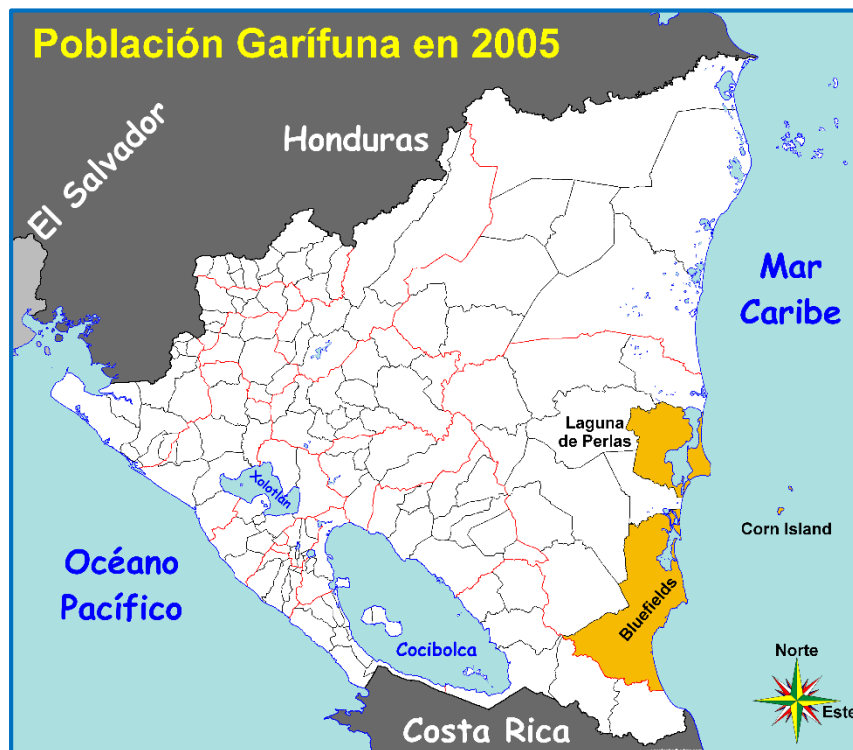 Población Garífuna en 2005
El Salvador
Honduras
Mar
Caribe
Laguna
de Perlas
Xolotlán
Corn Island
Océano
Pacífico
Bluefields
Cocibolca
Norte
Este
Costa Rica